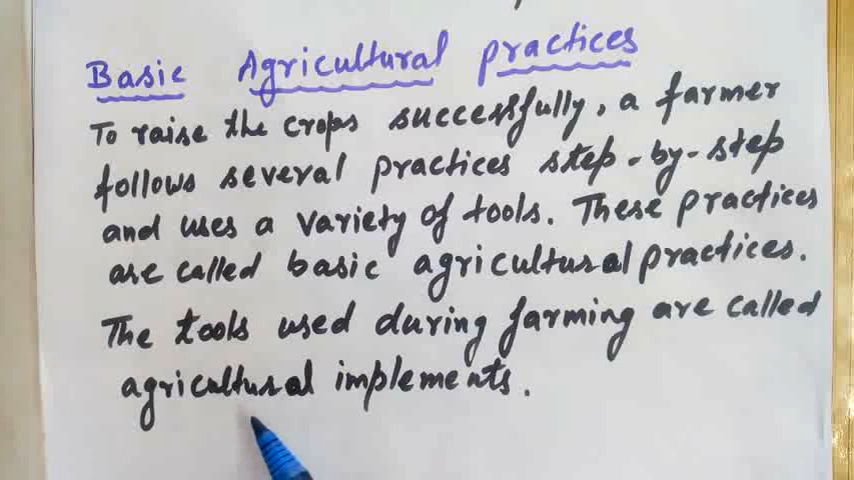 Basic Agricultural practices
To raise the crops successfully, a farmer
follows several practices step-by-step
and uses a variety of tools. These practices
are called basic agricultural practices.
The tools used during farming are called
agricultural implements.